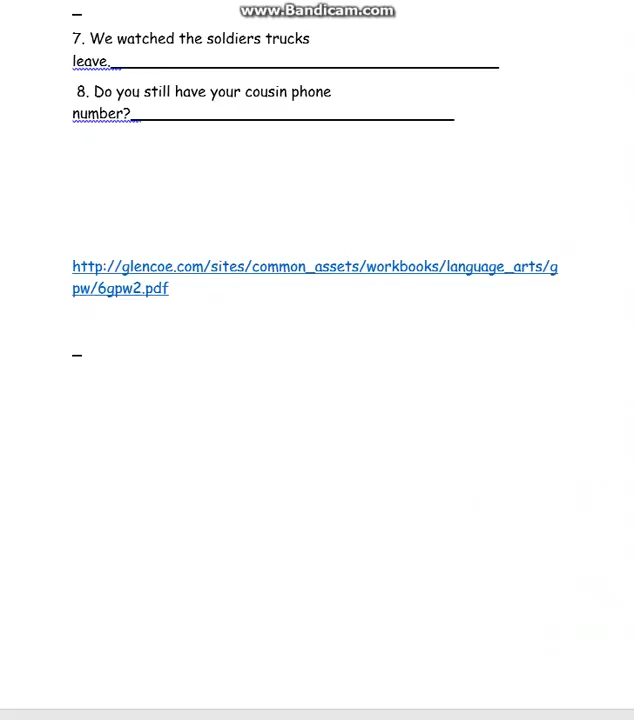 www.Bandicam.com
7. We watched the soldiers trucks
leave.
8. Do you still have your cousin phone
number?
http://glencoe.com/sites/common_assets/workbooks/language_arts/g
pw/6gpw2.pdf